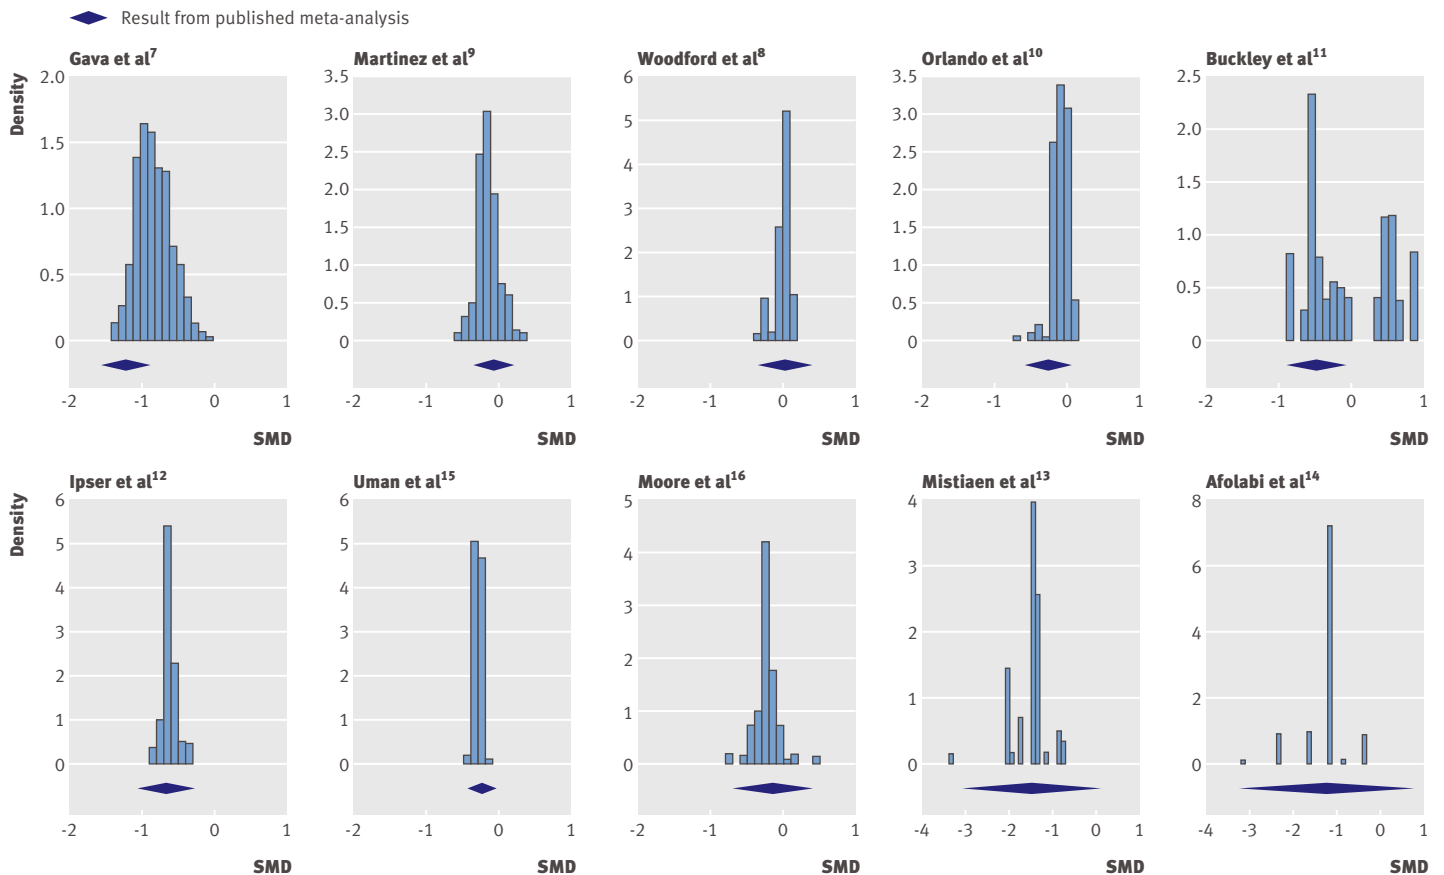 Result from published meta-analysis
Gava et al7
Martinez et al9
Woodford et al8
Orlando et al10
Buckley et al11
Density
2.0
1.5
1.0
0.5
0
-2 -1 0 1
SMD
3.5
3.0
2.5
2.0
1.5
1.0
0.5
0
-2 -1 0 1
SMD
6
5
4
3
2
1
0
-2 -1 0 1
SMD
3.5
3.0
2.5
2.0
1.5
1.0
0.5
0
-2 -1 0 1
SMD
2.5
2.0
1.5
1.0
0.5
0
-2 -1 0 1
SMD
Ipser et al12
Uman et al15
Moore et al16
Mistiaen et al13
Afolabi et al14
Density
6
5
4
3
2
1
0
-2 -1 0 1
SMD
6
5
4
3
2
1
0
-2 -1 0 1
SMD
5
4
3
2
1
0
-2 -1 0 1
SMD
4
3
2
1
0
-4 -3 -2 -1 0 1
SMD
8
6
4
2
0
-4 -3 -2 -1 0 1
SMD